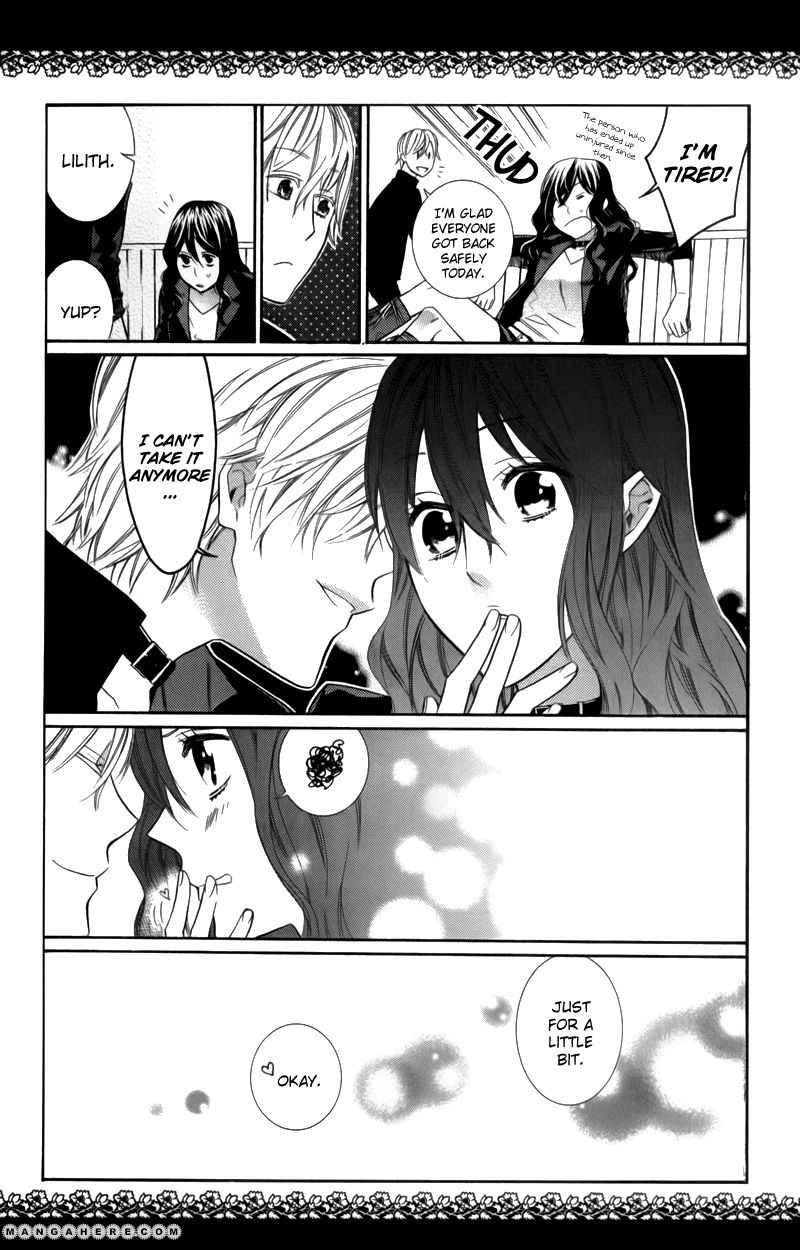 I'M
TIRED!
The person who
has ended up
uninjured since
then.
THUD
I'M GLAD
EVERYONE
GOT BACK
SAFELY
TODAY.
LILITH.
YUP?
I CAN'T
TAKE IT
ANYMORE
...
JUST
FOR A
LITTLE
BIT.
OKAY.
MANGAHERE.COM